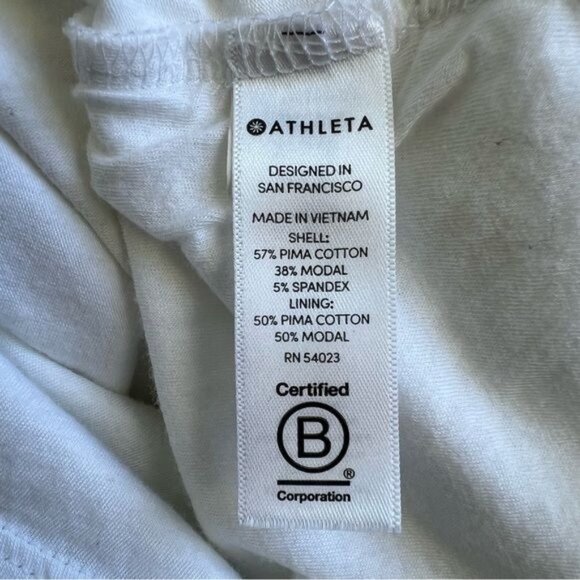 ATHLETA
DESIGNED IN
SAN FRANCISCO
MADE IN VIETNAM
SHELL:
57% PIMA COTTON
38% MODAL
5% SPANDEX
LINING:
50% PIMA COTTON
50% MODAL
RN 54023
Certified
B
®
Corporation